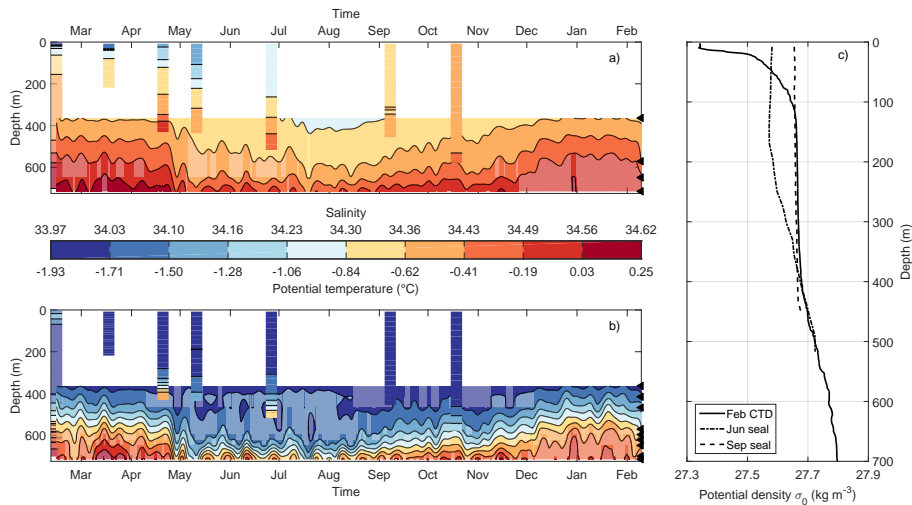 Time
Mar Apr May Jun Jul Aug Sep Oct Nov Dec Jan Feb
a)
0
200
400
600
Depth (m)
Salinity
33.97 34.03 34.10 34.16 34.23 34.30 34.36 34.43 34.49 34.56 34.62
-1.93 -1.71 -1.50 -1.28 -1.06 -0.84 -0.62 -0.41 -0.19 0.03 0.25
Potential temperature (°C)
b)
0
200
400
600
Depth (m)
Mar Apr May Jun Jul Aug Sep Oct Nov Dec Jan Feb
Time
c)
0
100
200
300
400
500
600
700
Depth (m)
Feb CTD
Jun seal
Sep seal
27.3 27.5 27.7 27.9
Potential density σ₀ (kg m⁻³)